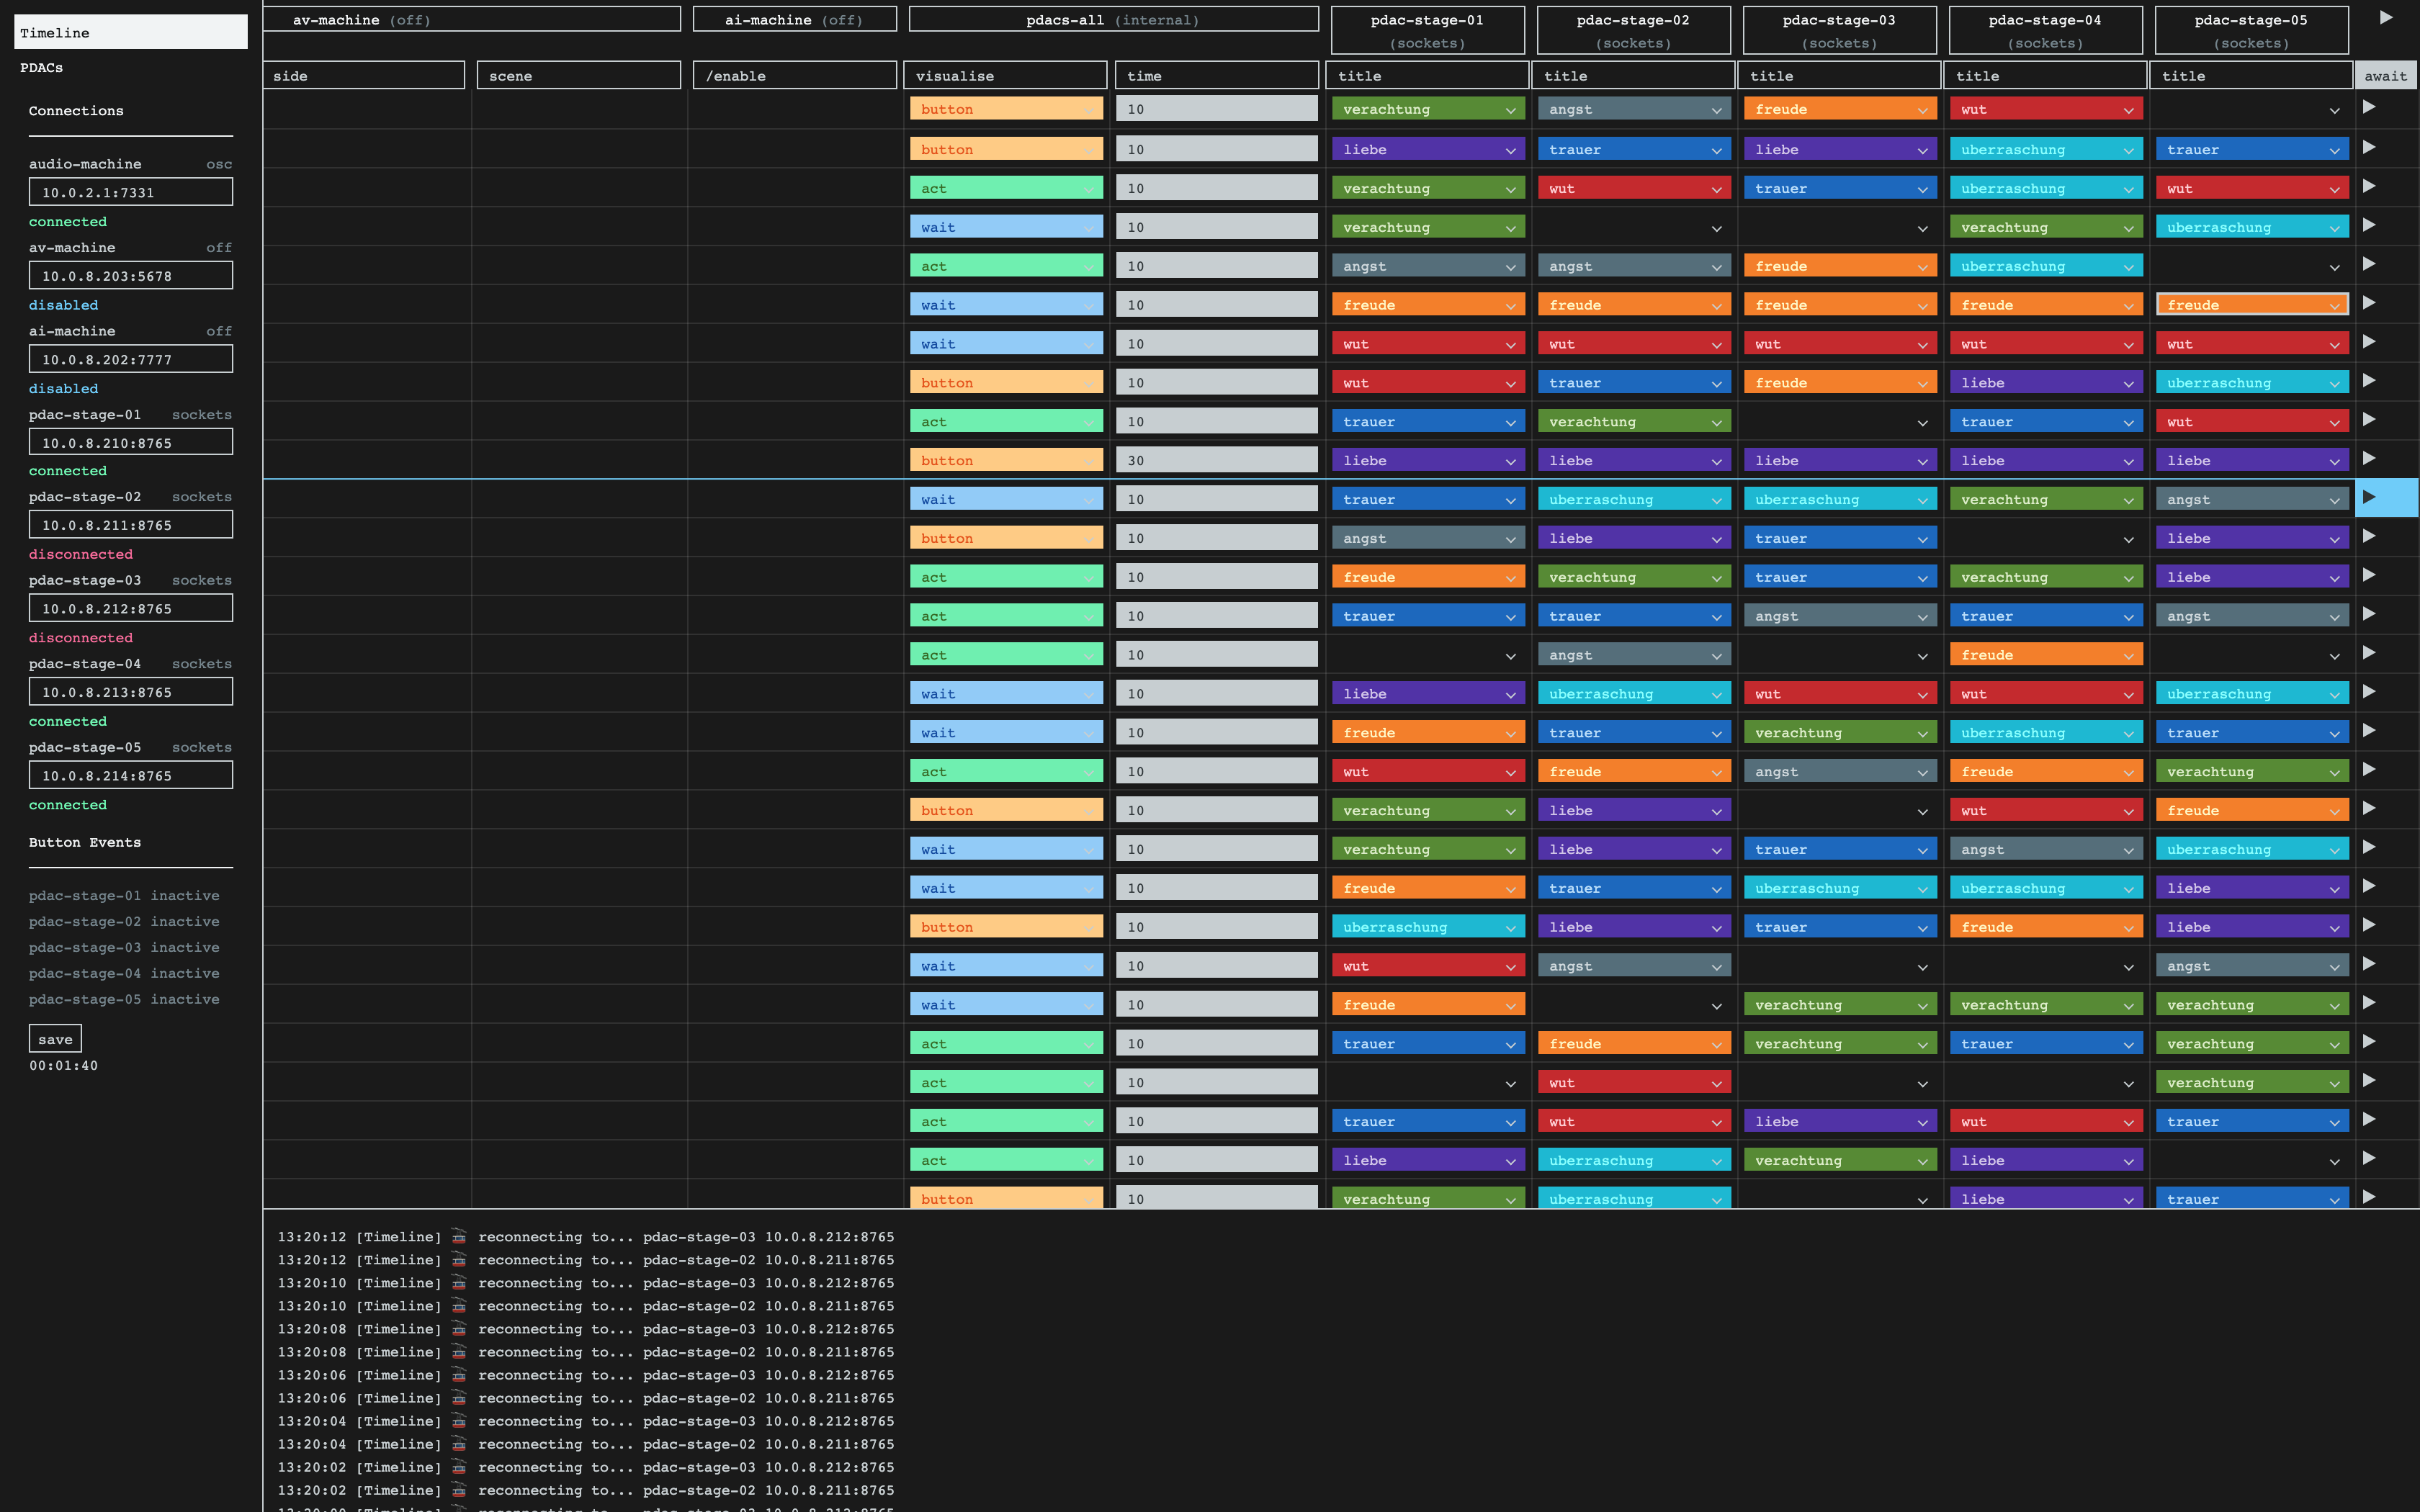 Timeline
PDACs
Connections
audio-machine osc
10.0.2.1:7331
connected
av-machine off
10.0.8.203:5678
disabled
ai-machine off
10.0.8.202:7777
disabled
pdac-stage-01 sockets
10.0.8.210:8765
connected
pdac-stage-02 sockets
10.0.8.211:8765
disconnected
pdac-stage-03 sockets
10.0.8.212:8765
disconnected
pdac-stage-04 sockets
10.0.8.213:8765
connected
pdac-stage-05 sockets
10.0.8.214:8765
connected
Button Events
pdac-stage-01 inactive
pdac-stage-02 inactive
pdac-stage-03 inactive
pdac-stage-04 inactive
pdac-stage-05 inactive
save
00:01:40
av-machine (off) ai-machine (off) pdacs-all (internal) pdac-stage-01 pdac-stage-02 pdac-stage-03 pdac-stage-04 pdac-stage-05
(sockets) (sockets) (sockets) (sockets) (sockets)
side scene /enable visualise time title title title title title await
button 10 verachtung angst freude wut
button 10 liebe trauer liebe uberraschung trauer
act 10 verachtung wut trauer uberraschung wut
wait 10 verachtung verachtung uberraschung
act 10 angst angst freude uberraschung
wait 10 freude freude freude freude freude
wait 10 wut wut wut wut wut
button 10 wut trauer freude liebe uberraschung
act 10 trauer verachtung trauer wut
button 30 liebe liebe liebe liebe liebe
wait 10 trauer uberraschung uberraschung verachtung angst
button 10 angst liebe trauer liebe
act 10 freude verachtung trauer verachtung liebe
act 10 trauer trauer angst trauer angst
act 10 angst freude
wait 10 liebe uberraschung wut wut uberraschung
wait 10 freude trauer verachtung uberraschung trauer
act 10 wut freude angst freude verachtung
button 10 verachtung liebe wut freude
wait 10 verachtung liebe trauer angst uberraschung
wait 10 freude trauer uberraschung uberraschung liebe
button 10 uberraschung liebe trauer freude liebe
wait 10 wut angst angst
wait 10 freude verachtung verachtung verachtung
act 10 trauer freude verachtung trauer verachtung
act 10 wut verachtung
act 10 trauer wut liebe wut trauer
act 10 liebe uberraschung verachtung liebe
button 10 verachtung uberraschung liebe trauer
13:20:12 [Timeline] 🚡 reconnecting to... pdac-stage-03 10.0.8.212:8765
13:20:12 [Timeline] 🚡 reconnecting to... pdac-stage-02 10.0.8.211:8765
13:20:10 [Timeline] 🚡 reconnecting to... pdac-stage-03 10.0.8.212:8765
13:20:10 [Timeline] 🚡 reconnecting to... pdac-stage-02 10.0.8.211:8765
13:20:08 [Timeline] 🚡 reconnecting to... pdac-stage-03 10.0.8.212:8765
13:20:08 [Timeline] 🚡 reconnecting to... pdac-stage-02 10.0.8.211:8765
13:20:06 [Timeline] 🚡 reconnecting to... pdac-stage-03 10.0.8.212:8765
13:20:06 [Timeline] 🚡 reconnecting to... pdac-stage-02 10.0.8.211:8765
13:20:04 [Timeline] 🚡 reconnecting to... pdac-stage-03 10.0.8.212:8765
13:20:04 [Timeline] 🚡 reconnecting to... pdac-stage-02 10.0.8.211:8765
13:20:02 [Timeline] 🚡 reconnecting to... pdac-stage-03 10.0.8.212:8765
13:20:02 [Timeline] 🚡 reconnecting to... pdac-stage-02 10.0.8.211:8765